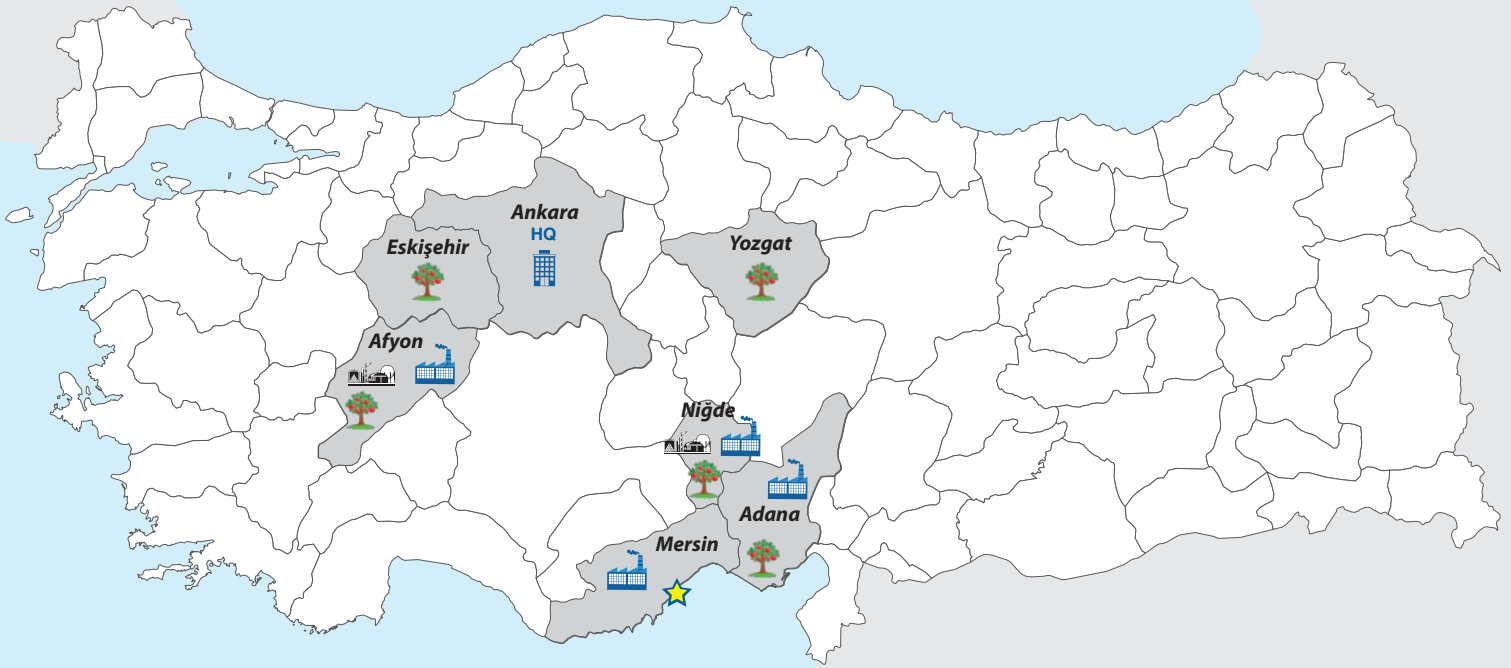 Ankara
HQ
Eskişehir
Yozgat
Afyon
Niğde
Adana
Mersin